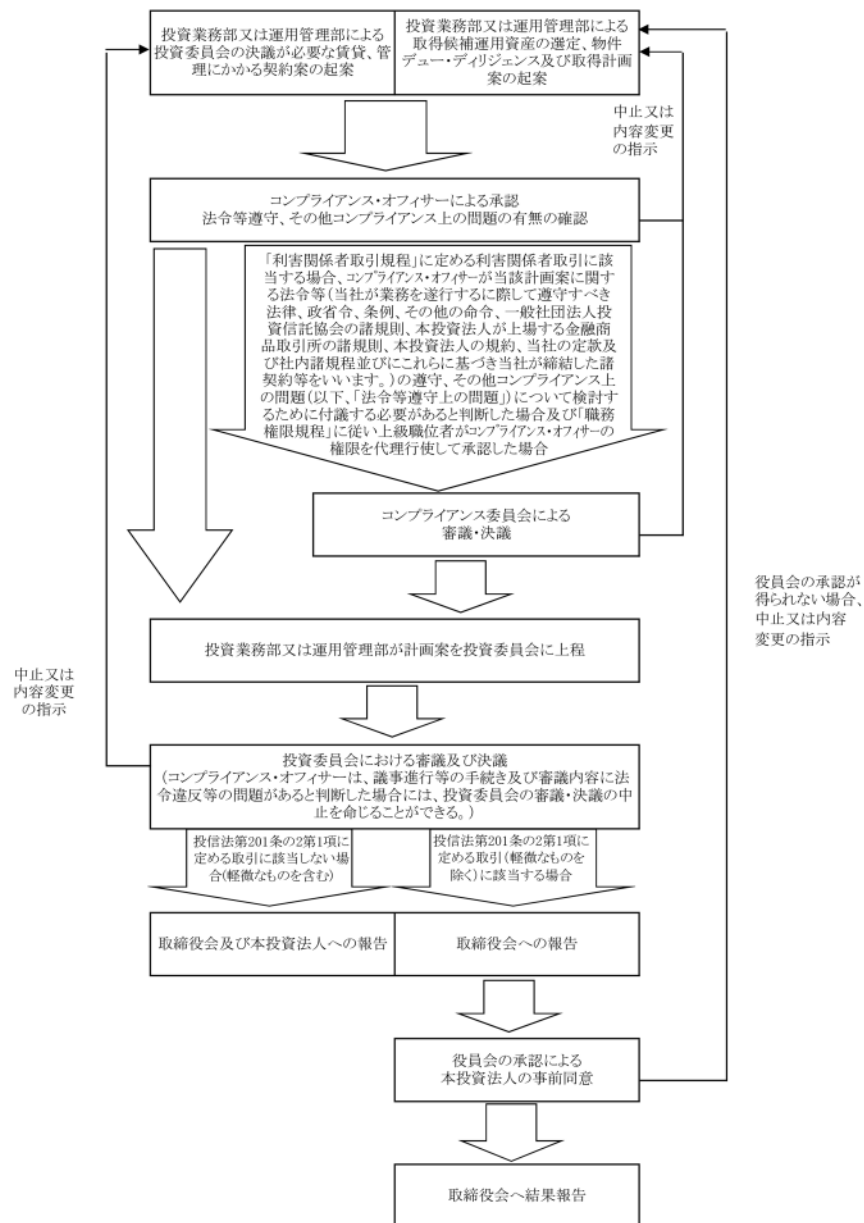 投資業務部又は運用管理部による
投資委員会の決議が必要な賃貸、管
理にかかる契約案の起案
投資業務部又は運用管理部による
取得候補運用資産の選定、物件
デュー・ディリジェンス及び取得計画
案の起案
中止又は
内容変更
の指示
コンプライアンス・オフィサーによる承認
法令等遵守、その他コンプライアンス上の問題の有無の確認
「利害関係者取引規程」に定める利害関係者取引に該
当する場合、コンプライアンス・オフィサーが当該計画案に関す
る法令等(当社が業務を遂行するに際して遵守すべき
法律、政省令、条例、その他の命令、一般社団法人投
資信託協会の諸規則、本投資法人が上場する金融商
品取引所の諸規則、本投資法人の規約、当社の定款及
び社内諸規程並びにこれらに基づき当社が締結した諸
契約等をいいます。)の遵守、その他コンプライアンス上
の問題(以下、「法令等遵守上の問題」)について検討す
るために付議する必要があると判断した場合及び「職務
権限規程」に従い上級職位者がコンプライアンス・オフィサーの
権限を代理行使して承認した場合
コンプライアンス委員会による
審議・決議
役員会の承認が
得られない場合、
中止又は内容
変更の指示
投資業務部又は運用管理部が計画案を投資委員会に上程
中止又は
内容変更
の指示
投資委員会における審議及び決議
(コンプライアンス・オフィサーは、議事進行等の手続き及び審議内容に法
令違反等の問題があると判断した場合には、投資委員会の審議・決議の中
止を命じることができる。)
投信法第201条の2第1項に
定める取引に該当しない場
合(軽微なものを含む)
投信法第201条の2第1項に
定める取引(軽微なものを
除く)に該当する場合
取締役会及び本投資法人への報告
取締役会への報告
役員会の承認による
本投資法人の事前同意
取締役会へ結果報告